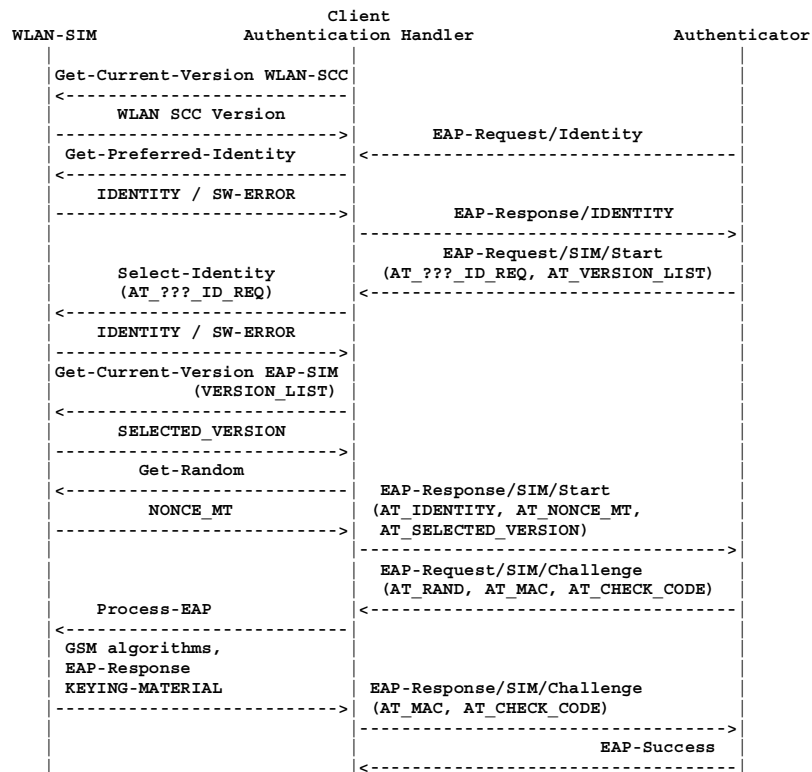 Client
WLAN-SIM Authentication Handler Authenticator
Get-Current-Version WLAN-SCC
WLAN SCC Version
EAP-Request/Identity
Get-Preferred-Identity
IDENTITY / SW-ERROR
EAP-Response/IDENTITY
EAP-Request/SIM/Start
Select-Identity (AT_???_ID_REQ, AT_VERSION_LIST)
(AT_???_ID_REQ)
IDENTITY / SW-ERROR
Get-Current-Version EAP-SIM
(VERSION_LIST)
SELECTED_VERSION
Get-Random
EAP-Response/SIM/Start
NONCE_MT (AT_IDENTITY, AT_NONCE_MT,
AT_SELECTED_VERSION)
EAP-Request/SIM/Challenge
(AT_RAND, AT_MAC, AT_CHECK_CODE)
Process-EAP
GSM algorithms,
EAP-Response
KEYING-MATERIAL EAP-Response/SIM/Challenge
(AT_MAC, AT_CHECK_CODE)
EAP-Success